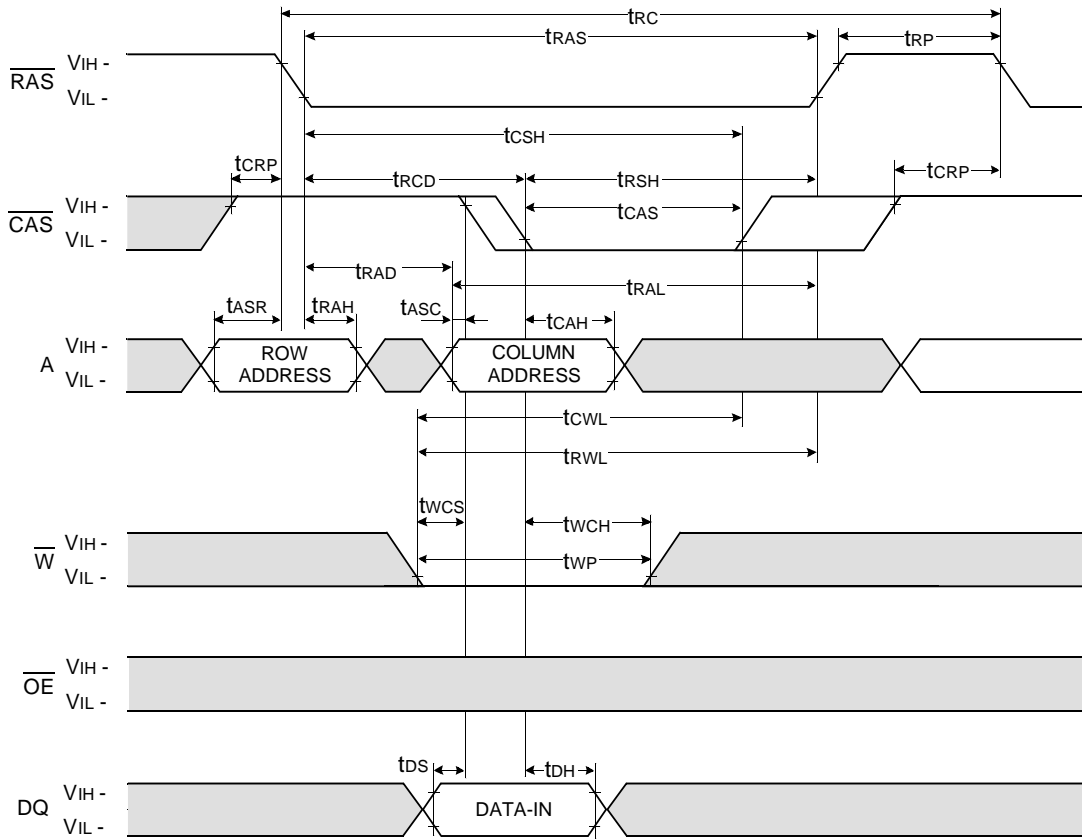 tRC
tRAS
tRP
RAS
VIH -
VIL -
tCSH
tCRP
tRCD
tRSH
tCRP
CAS
VIH -
VIL -
tCAS
tRAD
tRAL
tASR
tRAH
tASC
tCAH
A
VIH -
VIL -
ROW
ADDRESS
COLUMN
ADDRESS
tCWL
tRWL
tWCS
tWCH
W
VIH -
VIL -
tWP
OE
VIH -
VIL -
tDS
tDH
DQ
VIH -
VIL -
DATA-IN